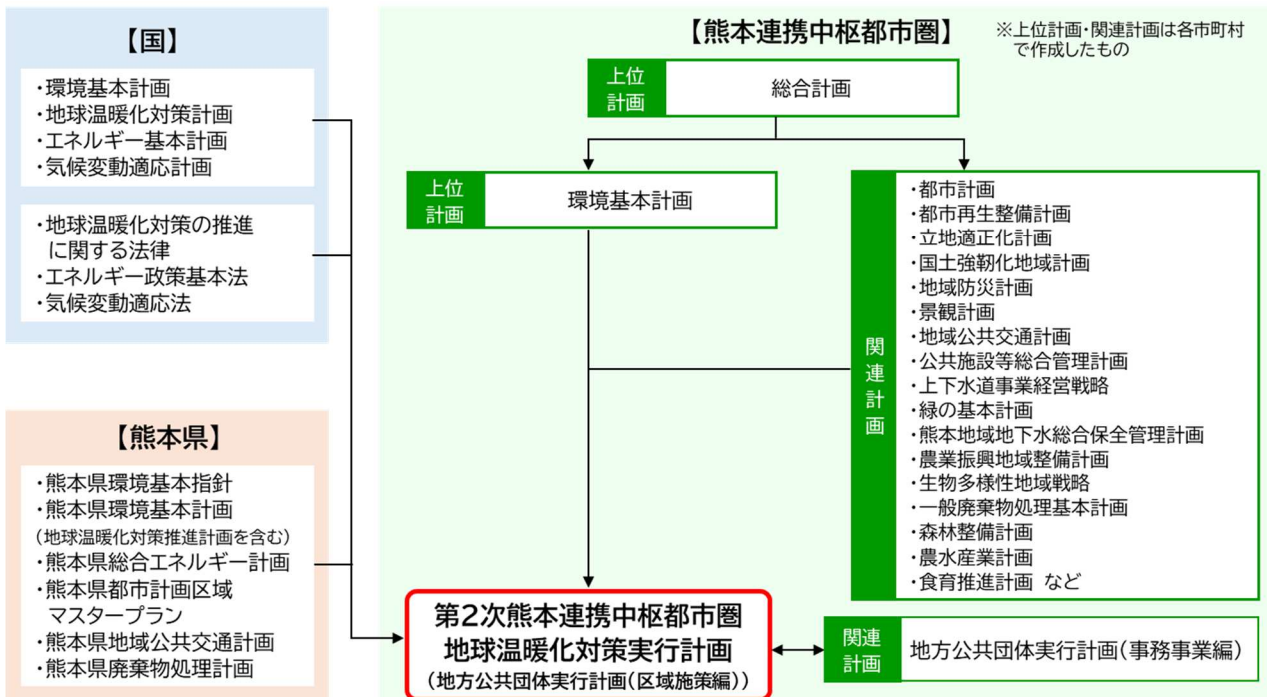 【国】
・環境基本計画
・地球温暖化対策計画
・エネルギー基本計画
・気候変動適応計画
・地球温暖化対策の推進
に関する法律
・エネルギー政策基本法
・気候変動適応法
【熊本県】
・熊本県環境基本指針
・熊本県環境基本計画
（地球温暖化対策推進計画を含む）
・熊本県総合エネルギー計画
・熊本県都市計画区域
マスタープラン
・熊本県地域公共交通計画
・熊本県廃棄物処理計画
【熊本連携中枢都市圏】
※上位計画・関連計画は各市町村
で作成したもの
上位
計画
総合計画
上位
計画
環境基本計画
関連計画
・都市計画
・都市再生整備計画
・立地適正化計画
・国土強靱化地域計画
・地域防災計画
・景観計画
・地域公共交通計画
・公共施設等総合管理計画
・上下水道事業経営戦略
・緑の基本計画
・熊本地域地下水総合保全管理計画
・農業振興地域整備計画
・生物多様性地域戦略
・一般廃棄物処理基本計画
・森林整備計画
・農水産業計画
・食育推進計画 など
第2次熊本連携中枢都市圏
地球温暖化対策実行計画
（地方公共団体実行計画(区域施策編)）
関連
計画
地方公共団体実行計画(事務事業編)